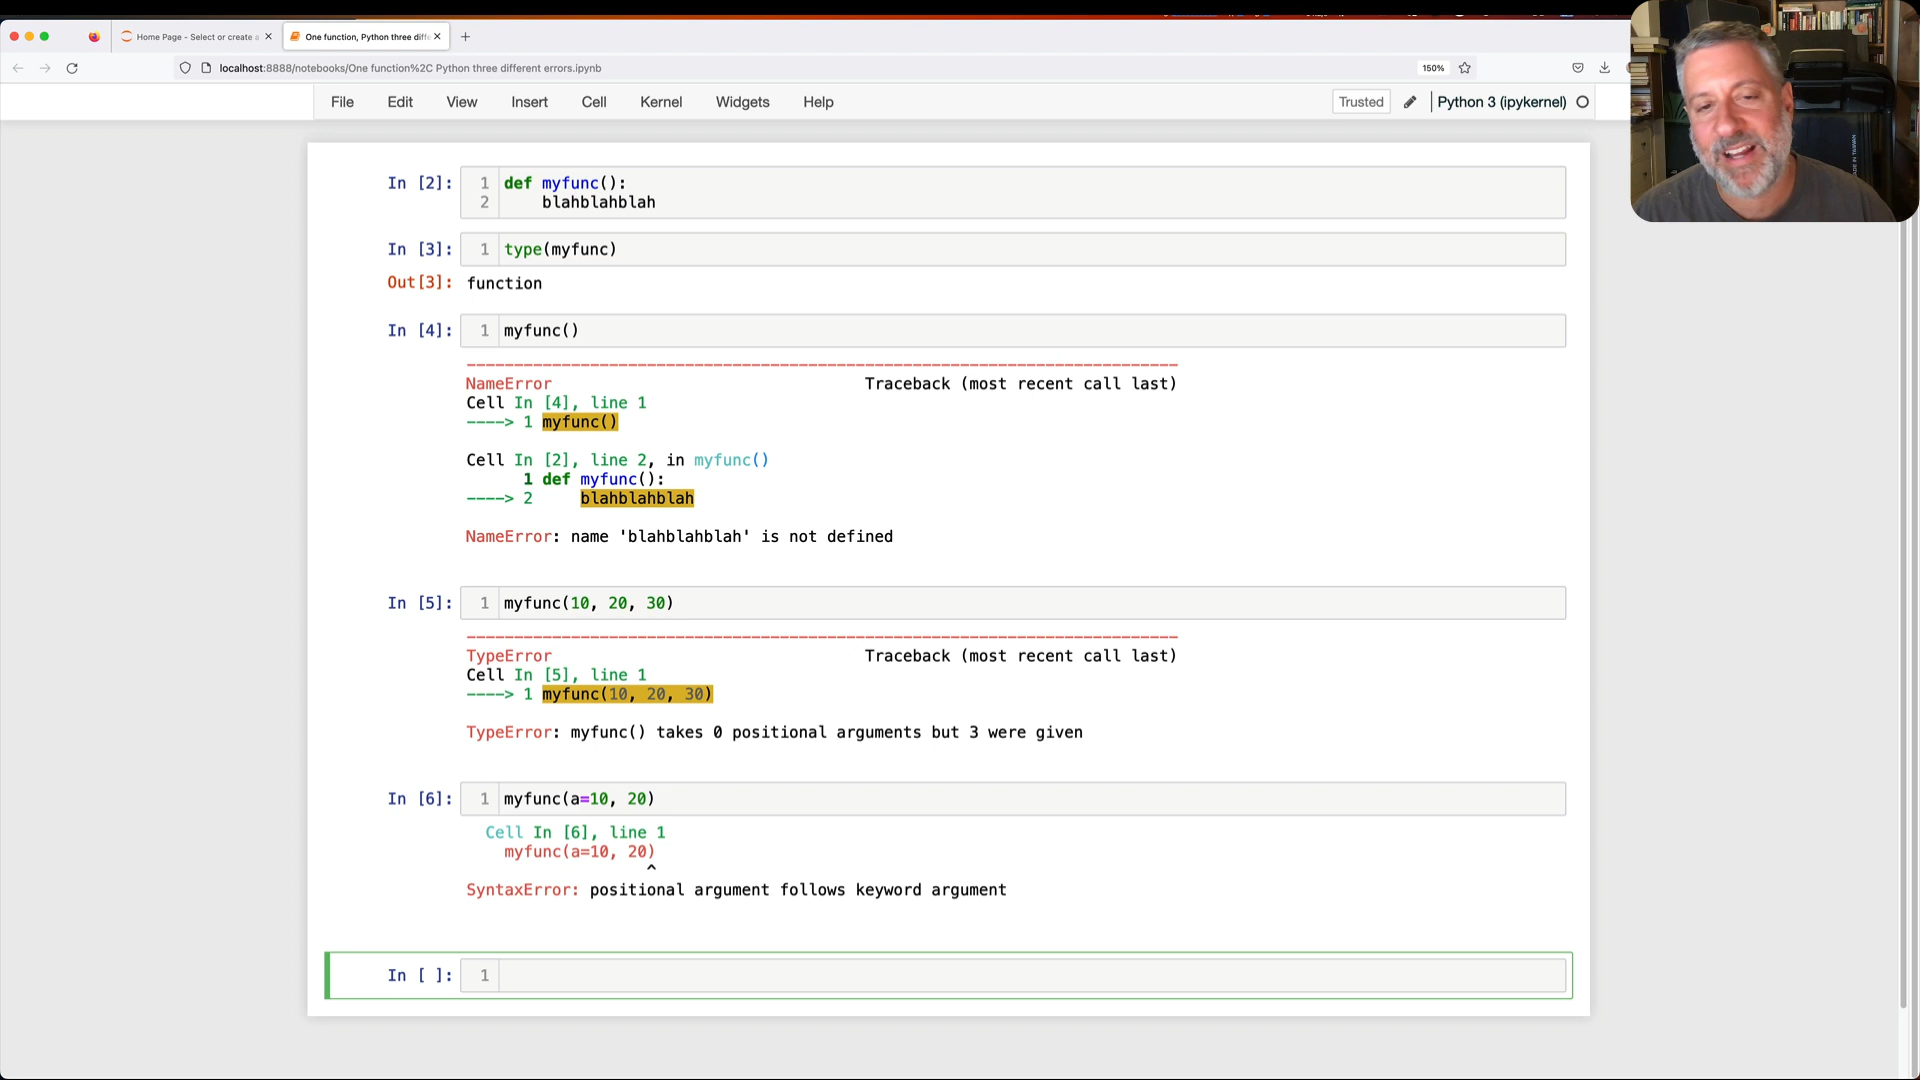 Home Page - Select or create a
One function, Python three diffe
localhost:8888/notebooks/One function%2C Python three different errors.ipynb
150%
File Edit View Insert Cell Kernel Widgets Help
Trusted
Python 3 (ipykernel)
MADE IN TAIWAN
In [2]:
1 def myfunc():
2     blahblahblah
In [3]: 1 type(myfunc)
Out[3]: function
In [4]: 1 myfunc()
---------------------------------------------------------------------------
NameError                                 Traceback (most recent call last)
Cell In [4], line 1
----> 1 myfunc()
Cell In [2], line 2, in myfunc()
      1 def myfunc():
----> 2     blahblahblah
NameError: name 'blahblahblah' is not defined
In [5]: 1 myfunc(10, 20, 30)
---------------------------------------------------------------------------
TypeError                                 Traceback (most recent call last)
Cell In [5], line 1
----> 1 myfunc(10, 20, 30)
TypeError: myfunc() takes 0 positional arguments but 3 were given
In [6]: 1 myfunc(a=10, 20)
  Cell In [6], line 1
    myfunc(a=10, 20)
                   ^
SyntaxError: positional argument follows keyword argument
In [ ]: 1